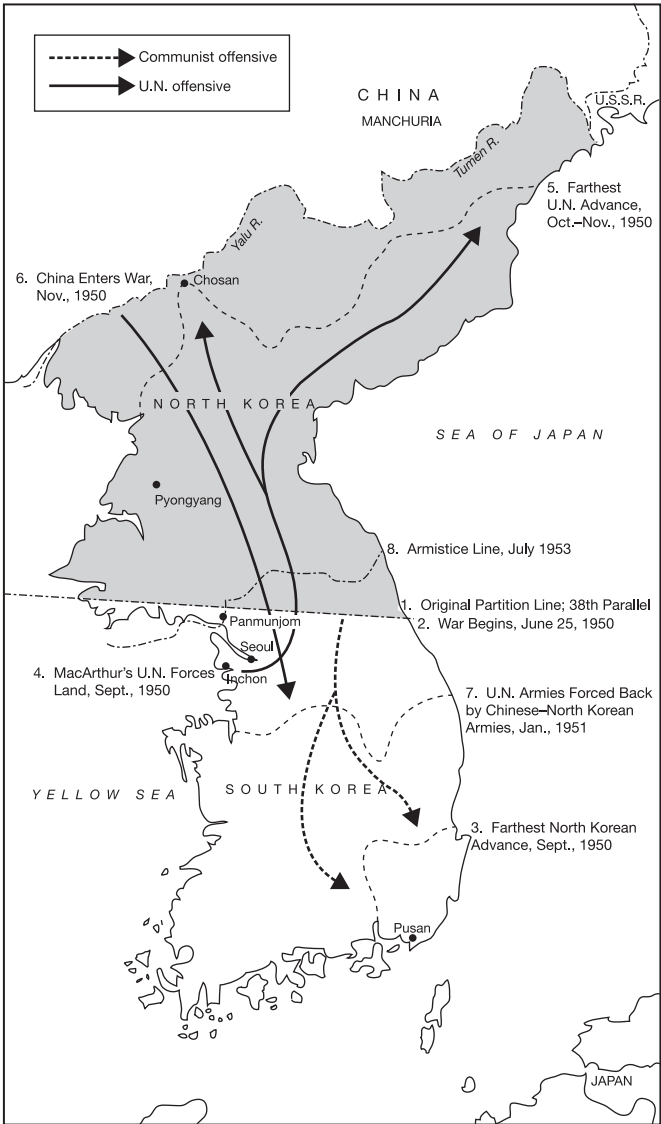 Communist offensive
U.N. offensive
CHINA
MANCHURIA
U.S.S.R.
Tumen R.
Yalu R.
5. Farthest
U.N. Advance,
Oct.–Nov., 1950
6. China Enters War,
Nov., 1950
Chosan
NORTH KOREA
SEA OF JAPAN
Pyongyang
8. Armistice Line, July 1953
1. Original Partition Line; 38th Parallel
2. War Begins, June 25, 1950
Panmunjom
Seoul
4. MacArthur's U.N. Forces
Land, Sept., 1950
Inchon
7. U.N. Armies Forced Back
by Chinese–North Korean
Armies, Jan., 1951
YELLOW SEA
SOUTH KOREA
3. Farthest North Korean
Advance, Sept., 1950
Pusan
JAPAN